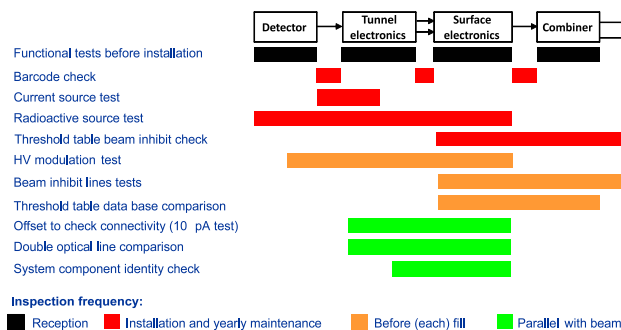 Detector
Tunnel
electronics
Surface
electronics
Combiner
Functional tests before installation
Barcode check
Current source test
Radioactive source test
Threshold table beam inhibit check
HV modulation test
Beam inhibit lines tests
Threshold table data base comparison
Offset to check connectivity (10 pA test)
Double optical line comparison
System component identity check
Inspection frequency:
Reception Installation and yearly maintenance Before (each) fill Parallel with beam